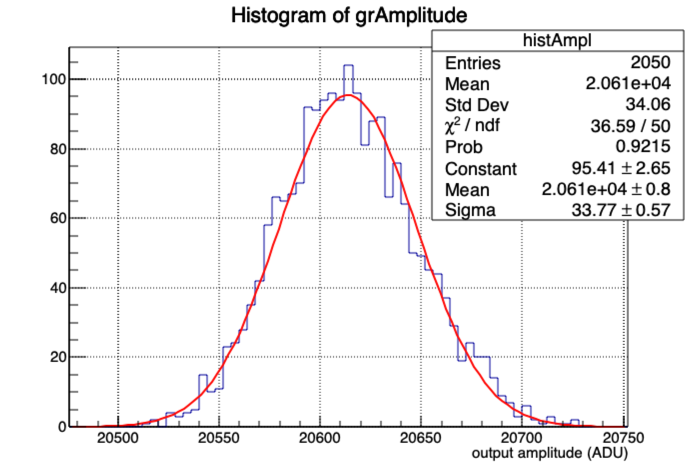 Histogram of grAmplitude
histAmpl
Entries 2050
Mean 2.061e+04
Std Dev 34.06
χ² / ndf 36.59 / 50
Prob 0.9215
Constant 95.41 ± 2.65
Mean 2.061e+04 ± 0.8
Sigma 33.77 ± 0.57
100
80
60
40
20
0
20500 20550 20600 20650 20700 20750
output amplitude (ADU)